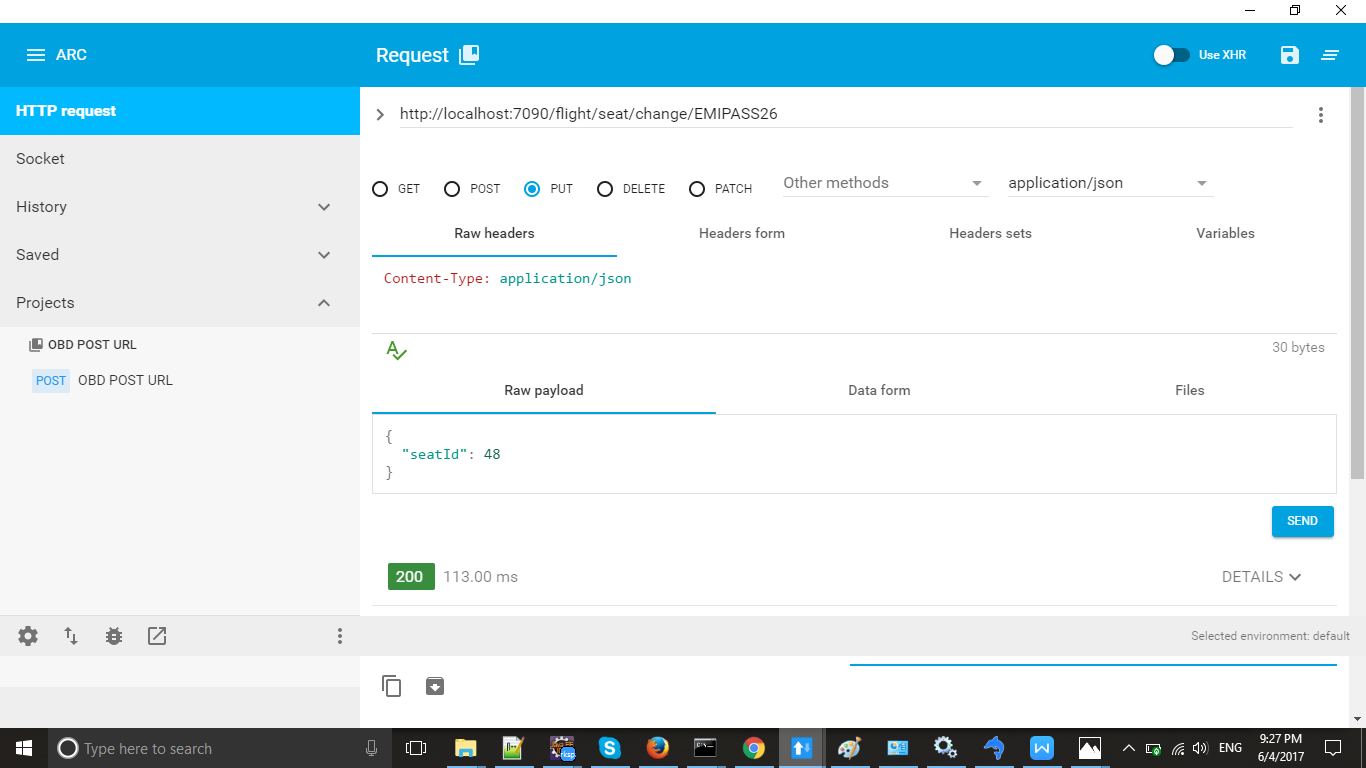 ARC
Request
Use XHR
HTTP request
http://localhost:7090/flight/seat/change/EMIPASS26
Socket
GET
POST
PUT
DELETE
PATCH
Other methods
application/json
History
Raw headers
Headers form
Headers sets
Variables
Saved
Content-Type: application/json
Projects
OBD POST URL
30 bytes
POST OBD POST URL
Raw payload
Data form
Files
{
"seatId": 48
}
SEND
200 113.00 ms
DETAILS
Selected environment: default
Type here to search
ENG
9:27 PM
6/4/2017